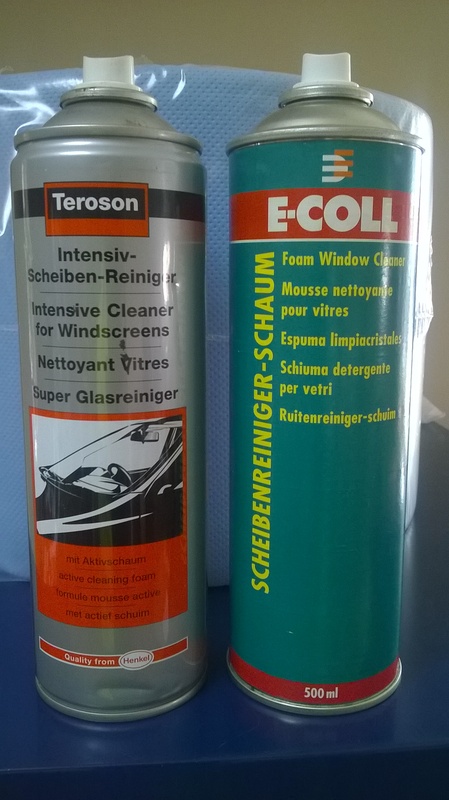 Teroson
Intensiv-
Scheiben-Reiniger
Intensive Cleaner
for Windscreens
Nettoyant Vitres
Super Glasreiniger
mit Aktivschaum
active cleaning foam
formule mousse active
met actief schuim
Quality from Henkel
E-COLL
SCHEIBENREINIGER-SCHAUM
Foam Window Cleaner
Mousse nettoyante
pour vitres
Espuma limpiacristales
Schiuma detergente
per vetri
Ruitenreiniger-schuim
500 ml